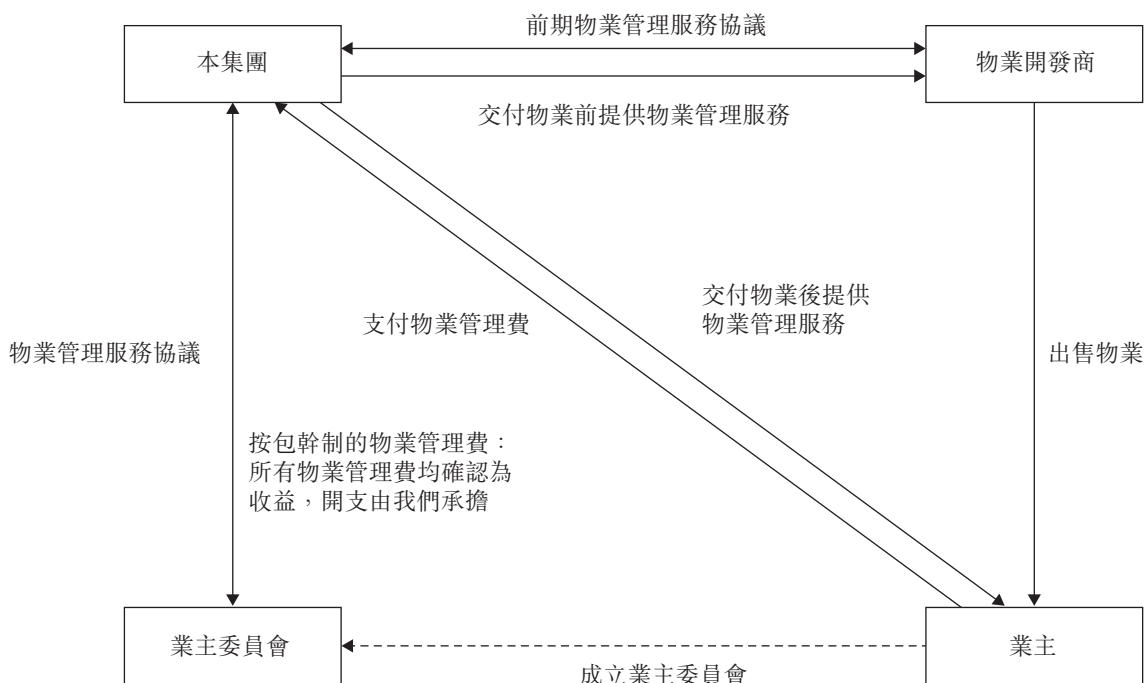 前期物業管理服務協議
本集團
物業開發商
交付物業前提供物業管理服務
交付物業後提供
物業管理服務
支付物業管理費
物業管理服務協議
出售物業
按包幹制的物業管理費：
所有物業管理費均確認為
收益，開支由我們承擔
業主委員會
業主
成立業主委員會